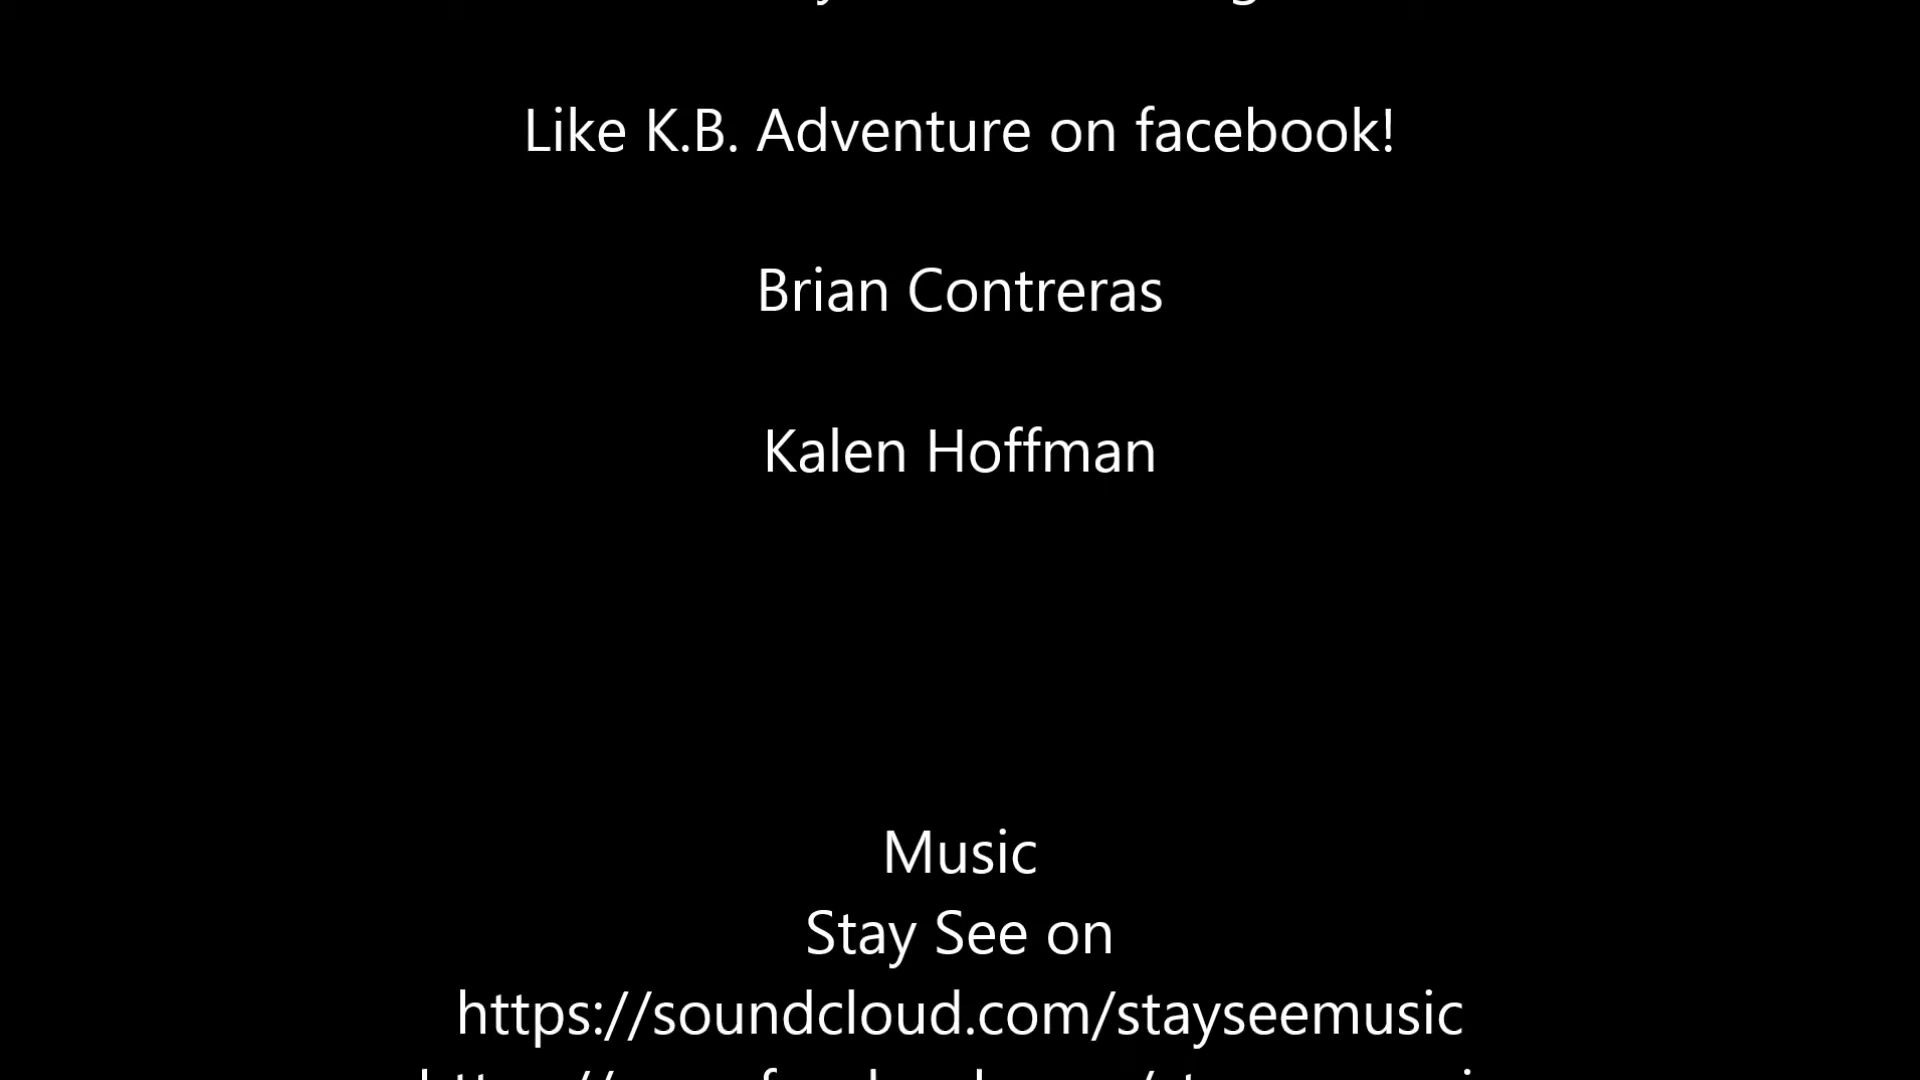 Like K.B. Adventure on facebook!
Brian Contreras
Kalen Hoffman
Music
Stay See on
https://soundcloud.com/stayseemusic